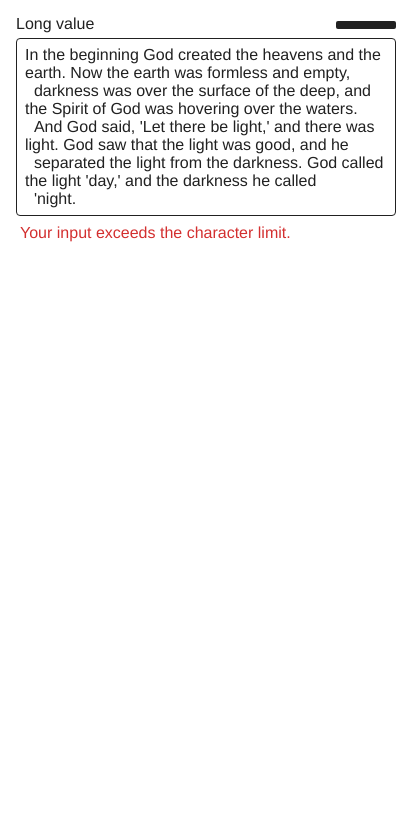 Long value
In the beginning God created the heavens and the
earth. Now the earth was formless and empty,
darkness was over the surface of the deep, and
the Spirit of God was hovering over the waters.
And God said, 'Let there be light,' and there was
light. God saw that the light was good, and he
separated the light from the darkness. God called
the light 'day,' and the darkness he called
'night.
Your input exceeds the character limit.